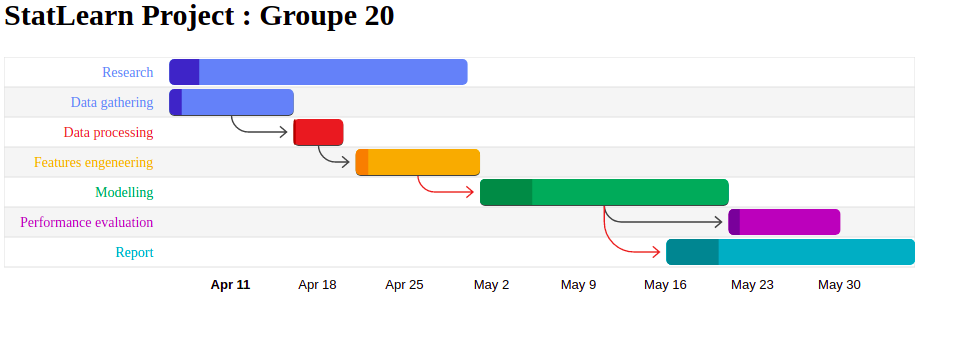 StatLearn Project : Groupe 20
Research
Data gathering
Data processing
Features engeneering
Modelling
Performance evaluation
Report
Apr 11 Apr 18 Apr 25 May 2 May 9 May 16 May 23 May 30